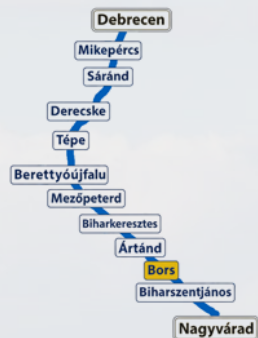 Debrecen
Mikepércs
Sáránd
Derecske
Tépe
Berettyóújfalu
Mezőpeterd
Biharkeresztes
Ártánd
Bors
Biharszentjános
Nagyvárad